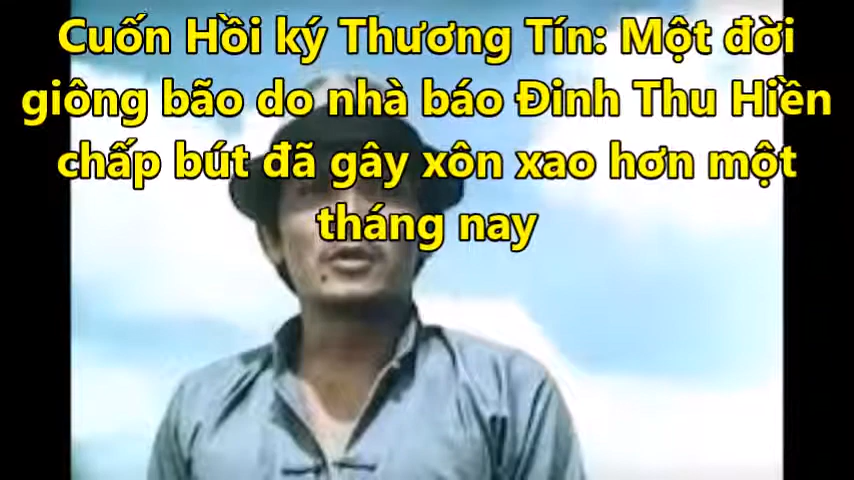 Cuốn Hồi ký Thương Tín: Một đời
giông bão do nhà báo Đinh Thu Hiền
chấp bút đã gây xôn xao hơn một
tháng nay